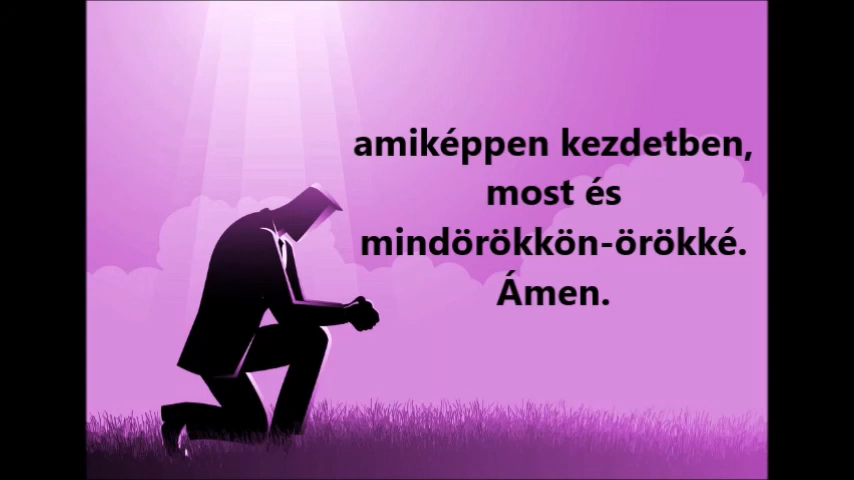 amiképpen kezdetben,
most és
mindörökkön-örökké.
Ámen.